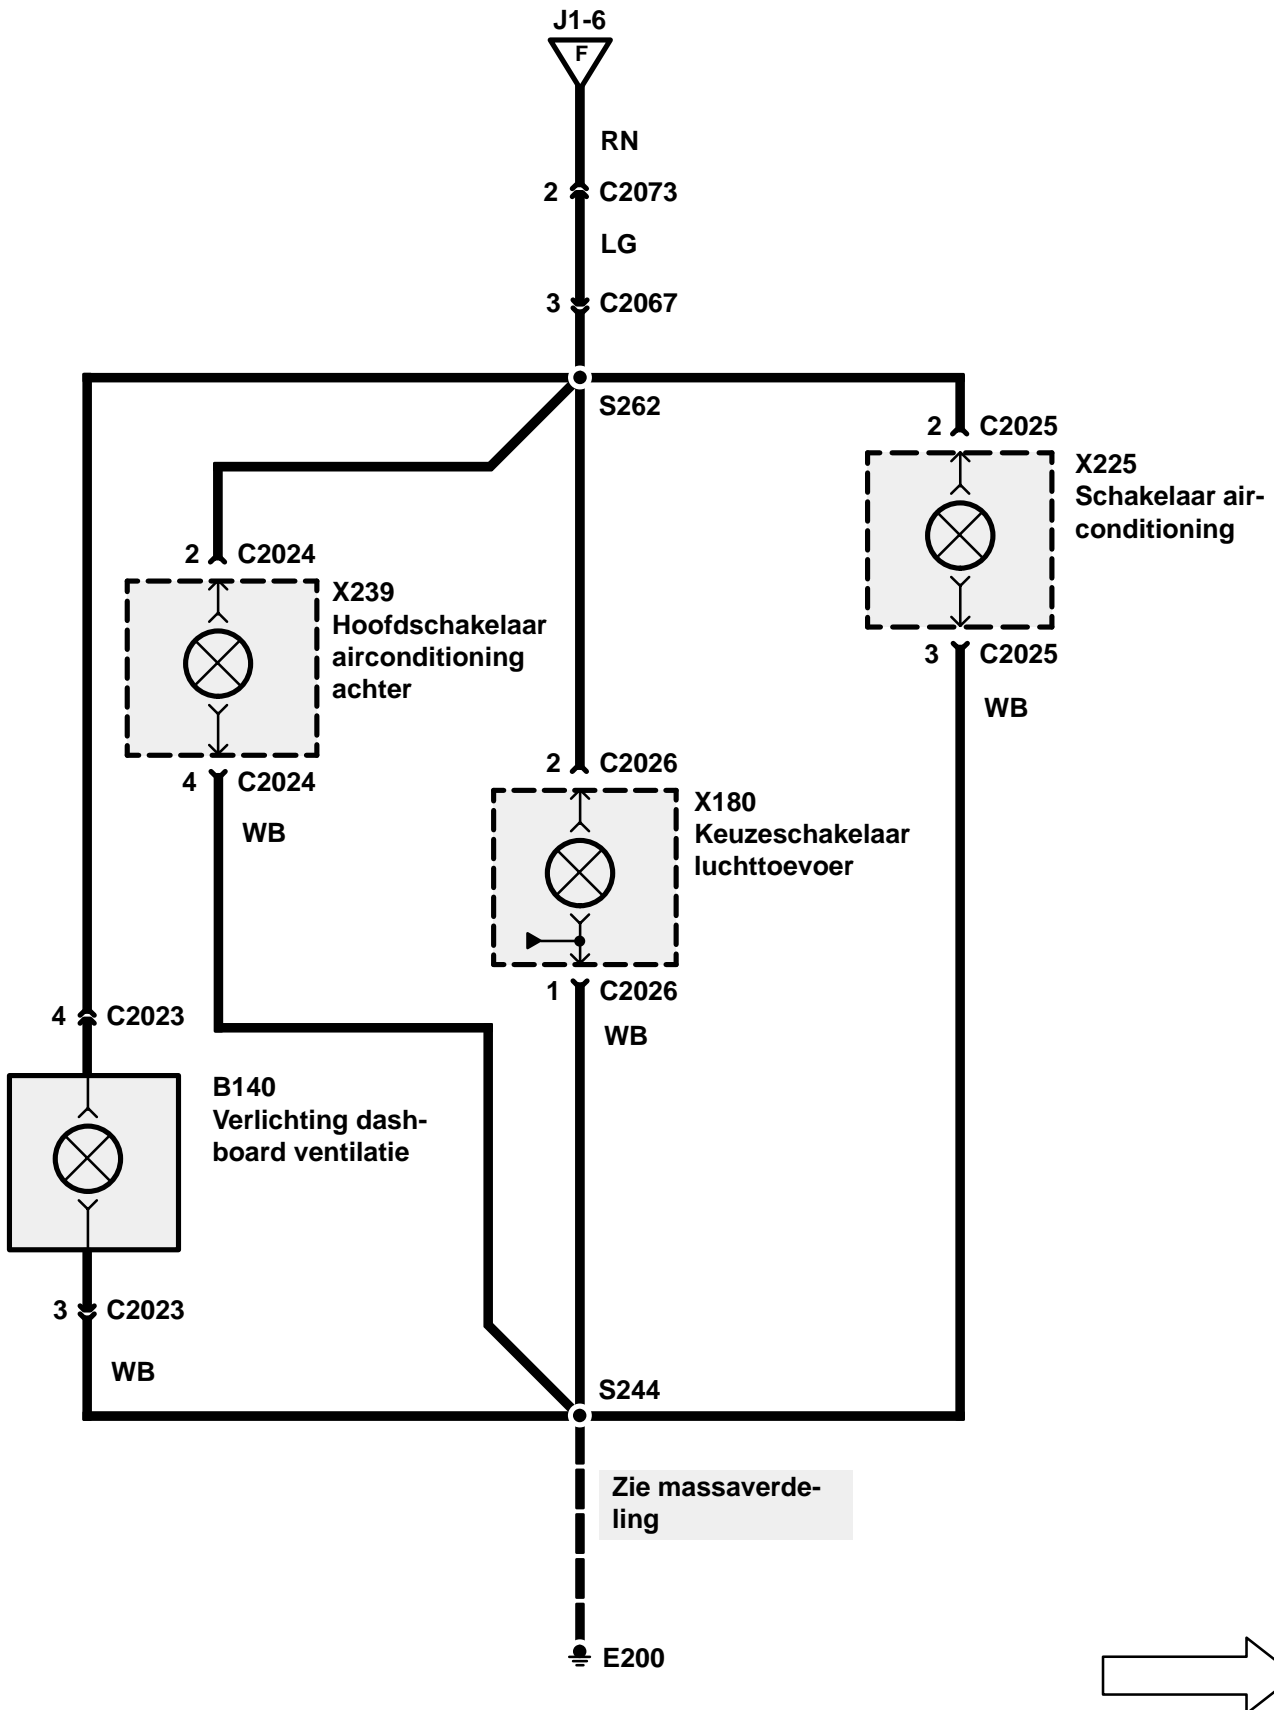 J1-6
F
RN
2 C2073
LG
3 C2067
S262
2 C2025
X225
Schakelaar air-
conditioning
2 C2024
X239
Hoofdschakelaar
airconditioning
achter
3 C2025
WB
4 C2024
WB
2 C2026
X180
Keuzeschakelaar
luchttoevoer
1 C2026
WB
4 C2023
B140
Verlichting dash-
board ventilatie
3 C2023
WB
S244
Zie massaverde-
ling
E200